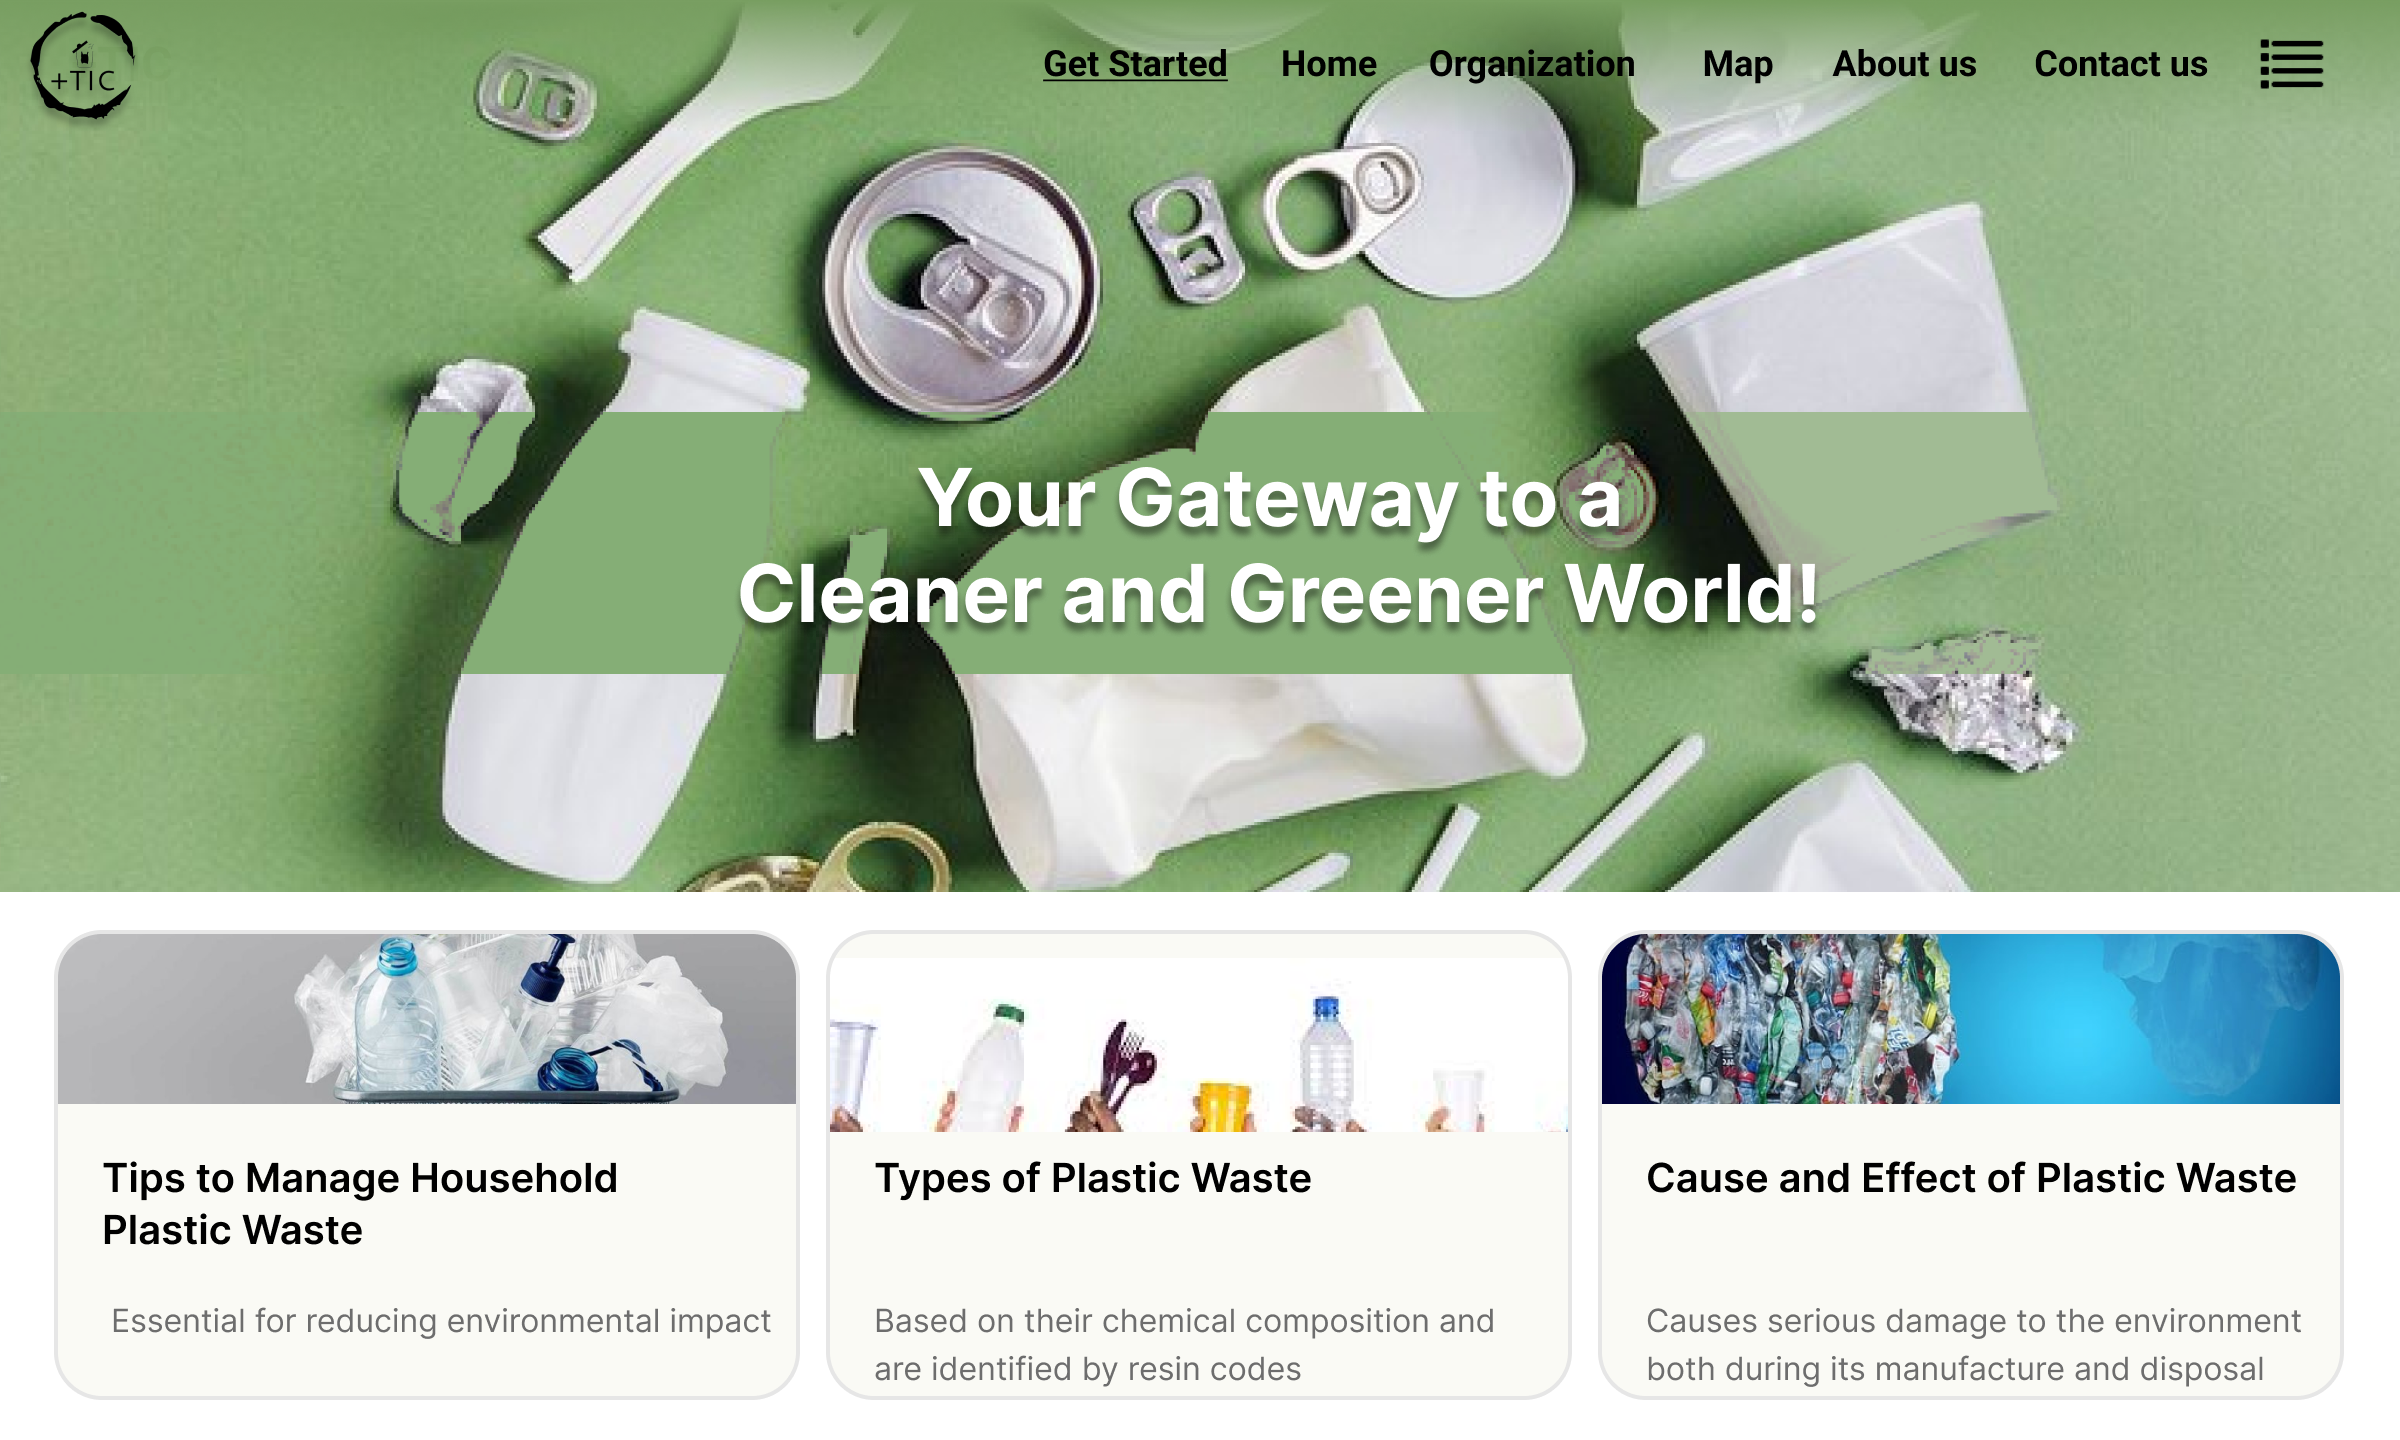 +TIC
Get Started Home Organization Map About us Contact us
Your Gateway to a
Cleaner and Greener World!
Tips to Manage Household
Plastic Waste
Essential for reducing environmental impact
Types of Plastic Waste
Based on their chemical composition and
are identified by resin codes
Cause and Effect of Plastic Waste
Causes serious damage to the environment
both during its manufacture and disposal